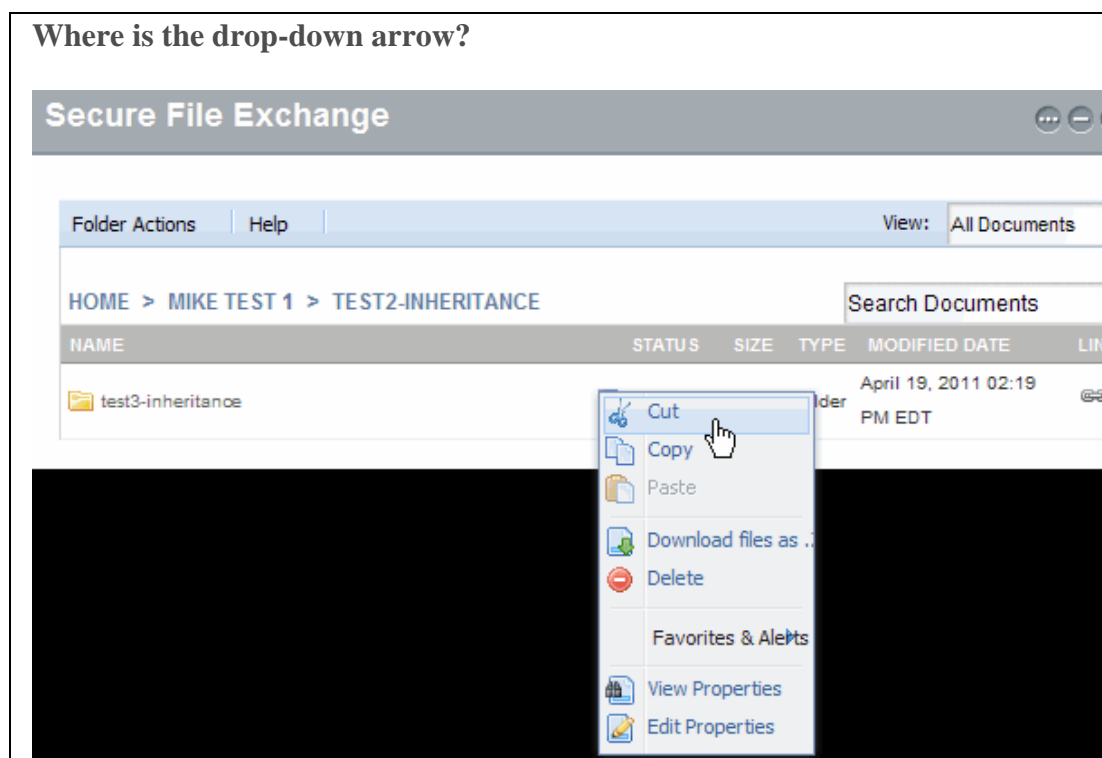 Where is the drop-down arrow?
Secure File Exchange
Folder Actions Help View: All Documents
HOME > MIKE TEST 1 > TEST2-INHERITANCE Search Documents
NAME STATUS SIZE TYPE MODIFIED DATE
test3-inheritance April 19, 2011 02:19
PM EDT
Cut
Copy
Paste
Download files as
Delete
Favorites & Alerts
View Properties
Edit Properties